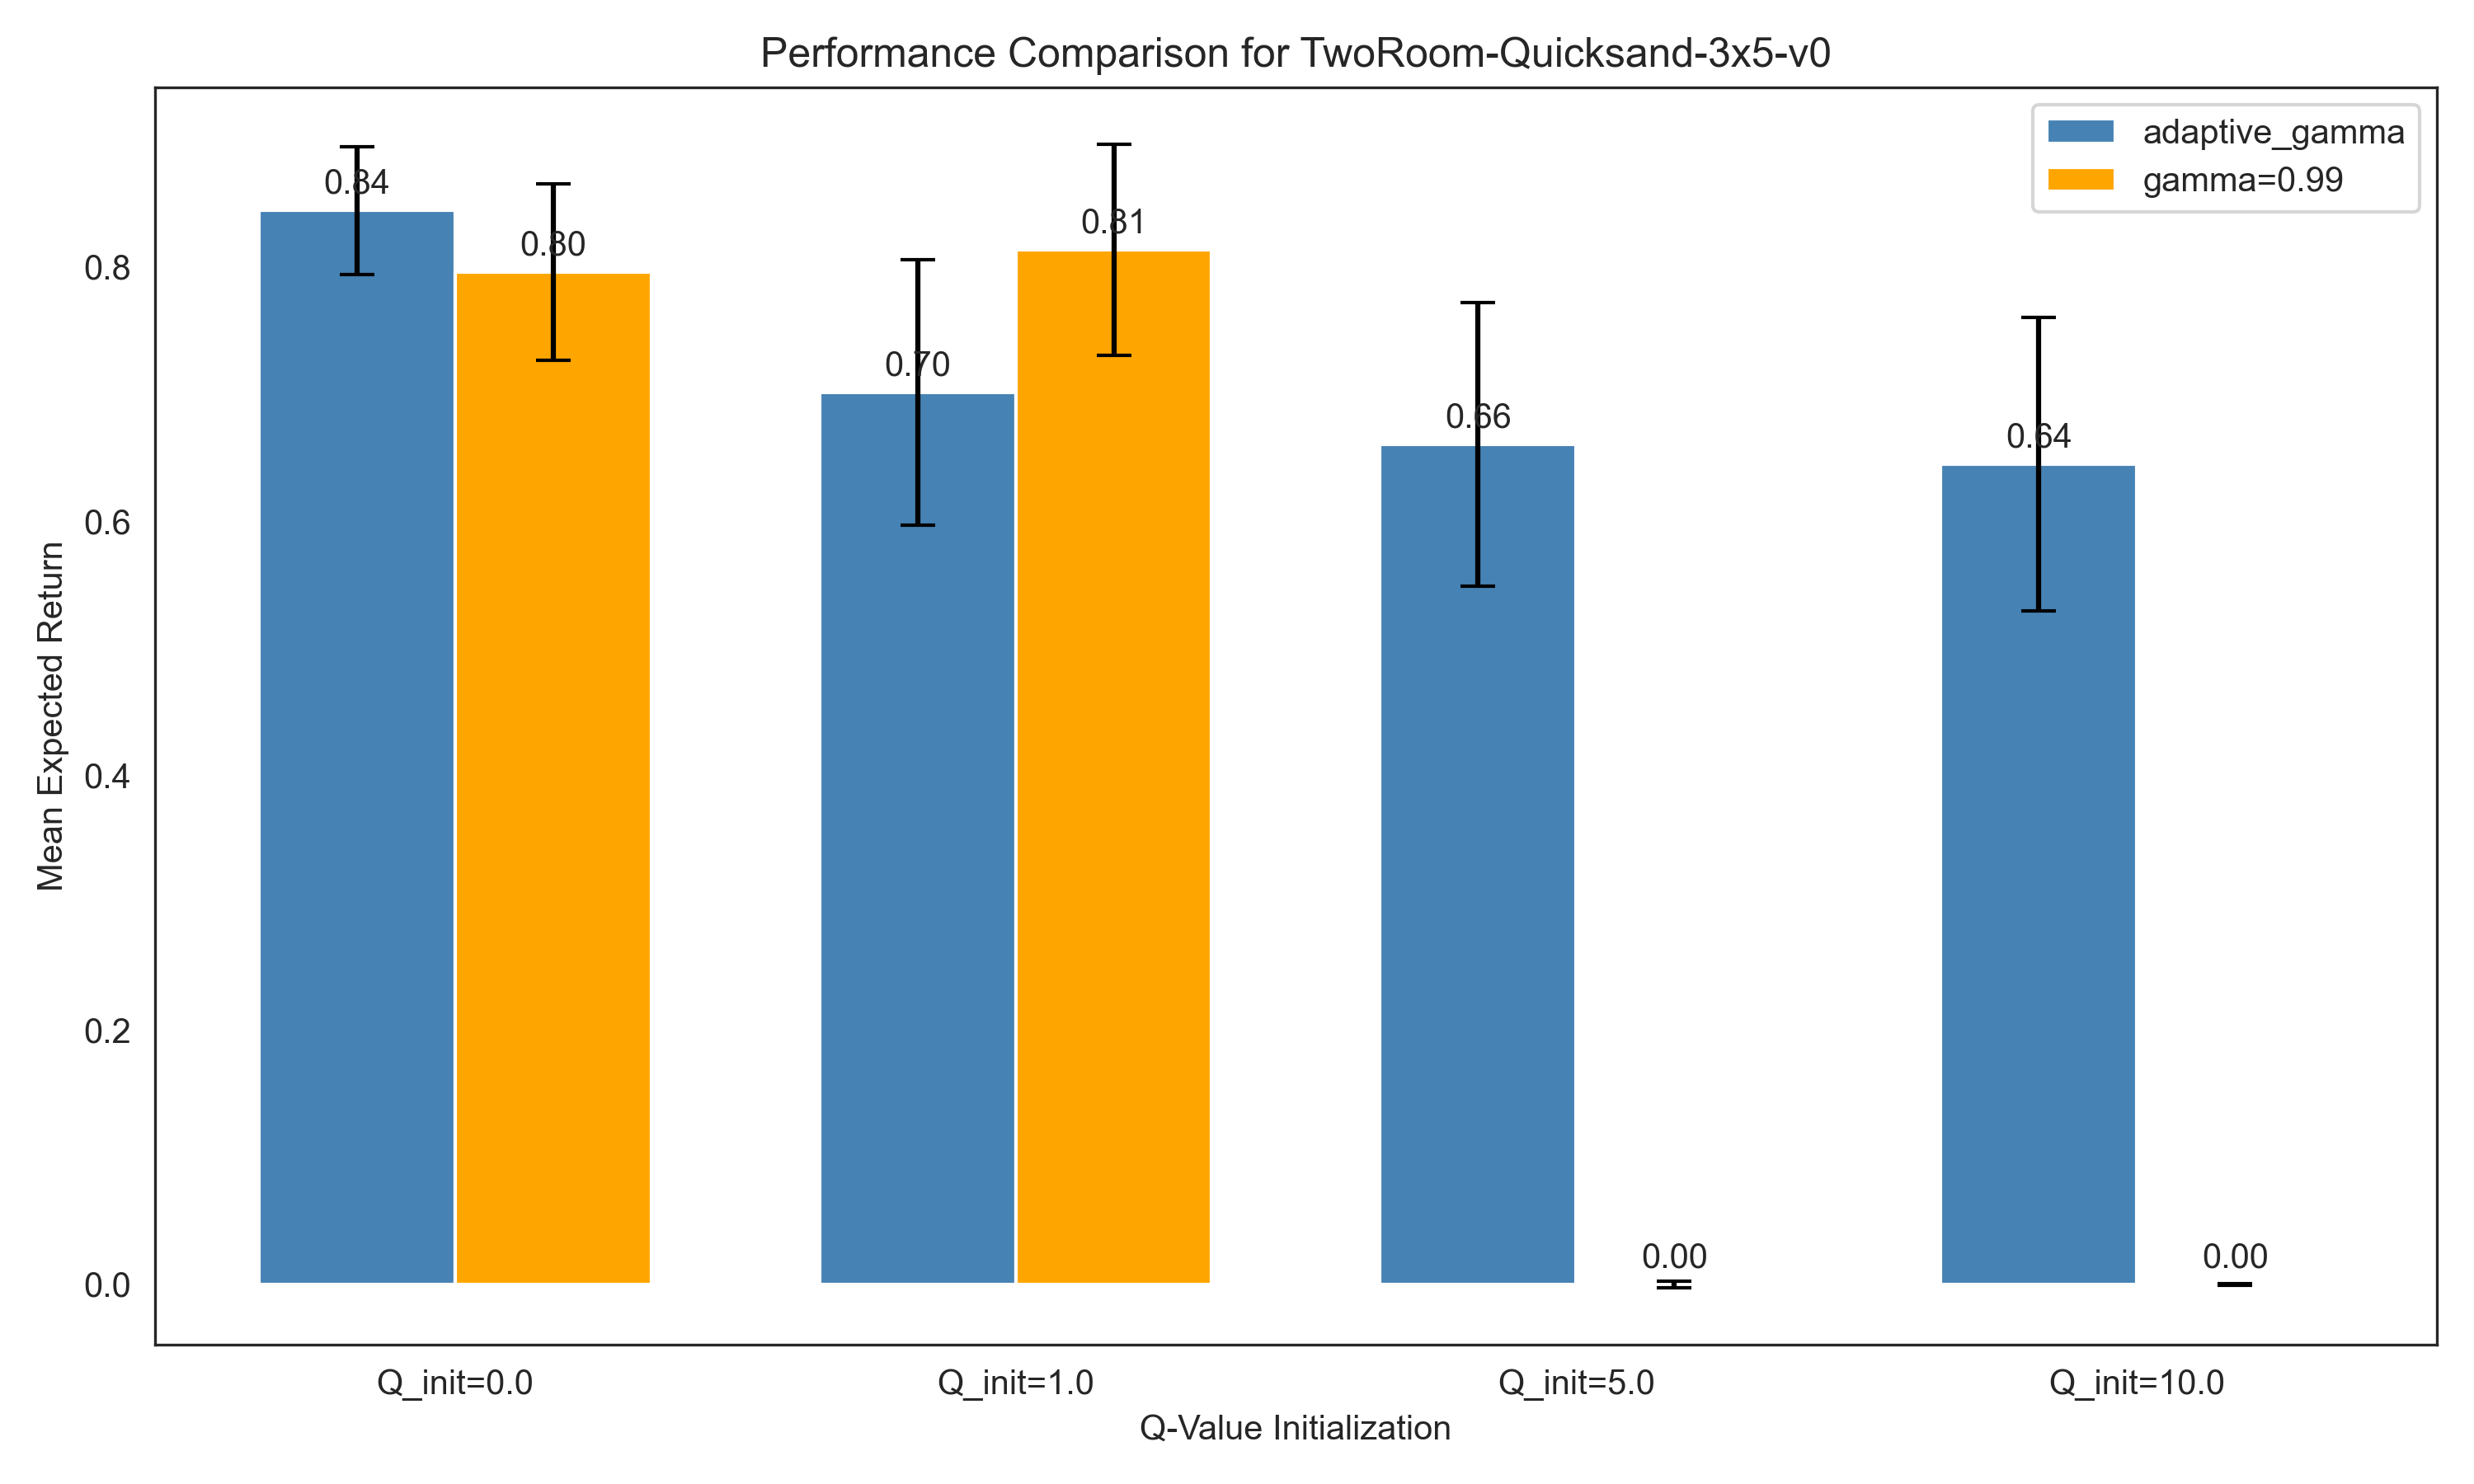 Performance Comparison for TwoRoom-Quicksand-3x5-v0
adaptive_gamma
gamma=0.99
Mean Expected Return
0.8
0.6
0.4
0.2
0.0
0.84
0.80
0.70
0.81
0.66
0.00
0.64
0.00
Q_init=0.0
Q_init=1.0
Q_init=5.0
Q_init=10.0
Q-Value Initialization